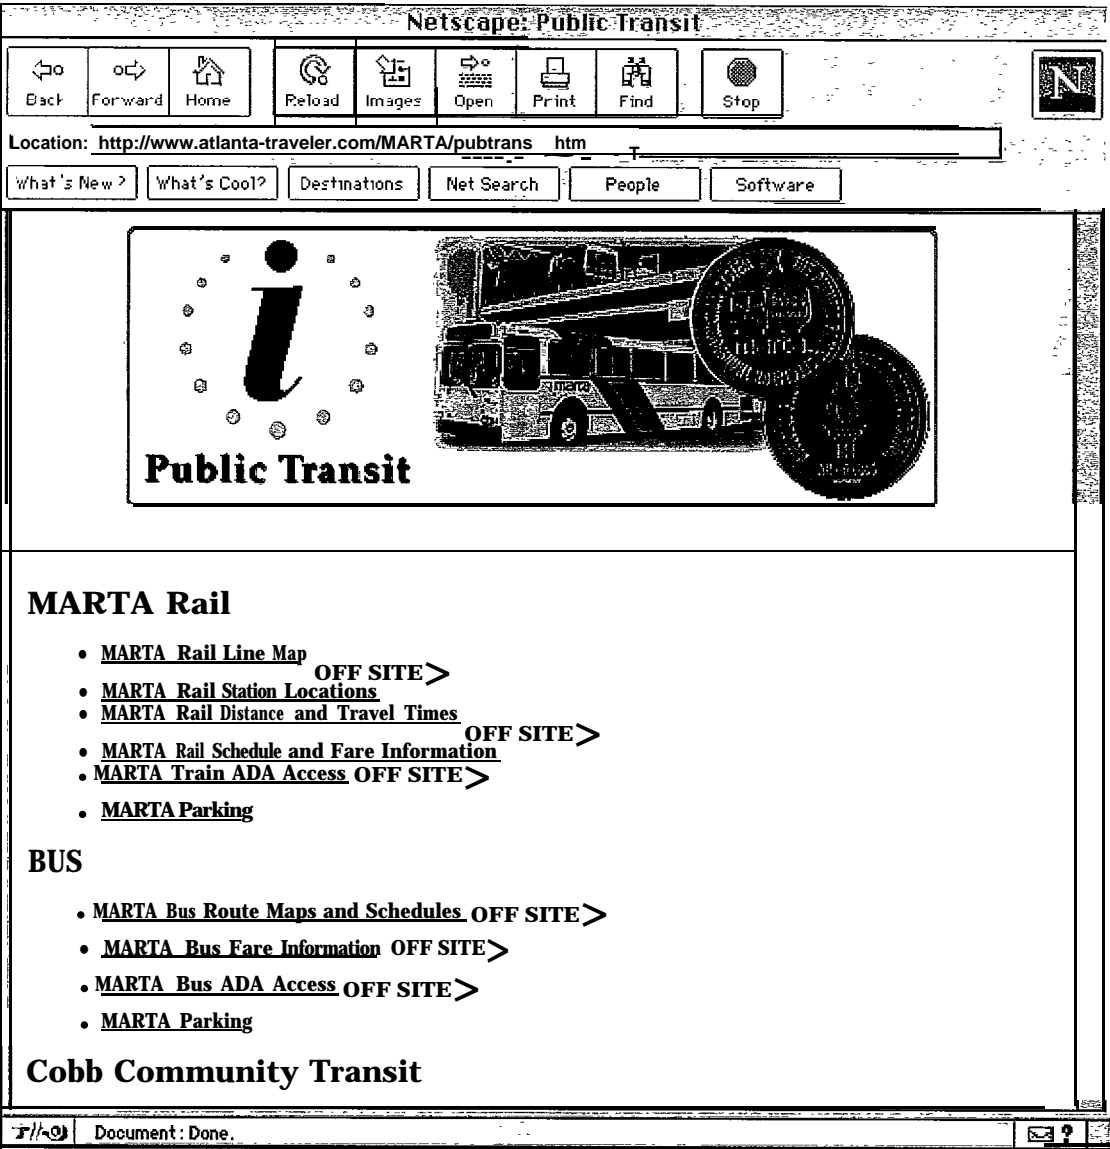 Netscape: Public Transit
Back Forward Home Reload Images Open Print Find Stop
N
Location: http://www.atlanta-traveler.com/MARTA/pubtrans htm
What's New? What's Cool? Destinations Net Search People Software
i
marta
Public Transit
MARTA Rail
• MARTA Rail Line Map
OFF SITE>
• MARTA Rail Station Locations
• MARTA Rail Distance and Travel Times
OFF SITE>
• MARTA Rail Schedule and Fare Information
• MARTA Train ADA Access OFF SITE>
• MARTA Parking
BUS
• MARTA Bus Route Maps and Schedules OFF SITE>
• MARTA Bus Fare Information OFF SITE>
• MARTA Bus ADA Access OFF SITE>
• MARTA Parking
Cobb Community Transit
Document: Done.
?